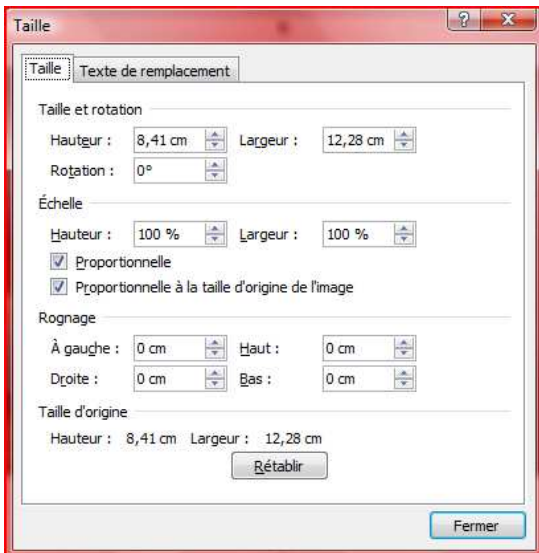 Taille
Taille Texte de remplacement
Taille et rotation
Hauteur : 8,41 cm Largeur : 12,28 cm
Rotation : 0°
Échelle
Hauteur : 100 % Largeur : 100 %
Proportionnelle
Proportionnelle à la taille d'origine de l'image
Rognage
À gauche : 0 cm Haut : 0 cm
Droite : 0 cm Bas : 0 cm
Taille d'origine
Hauteur : 8,41 cm Largeur : 12,28 cm
Rétablir
Fermer